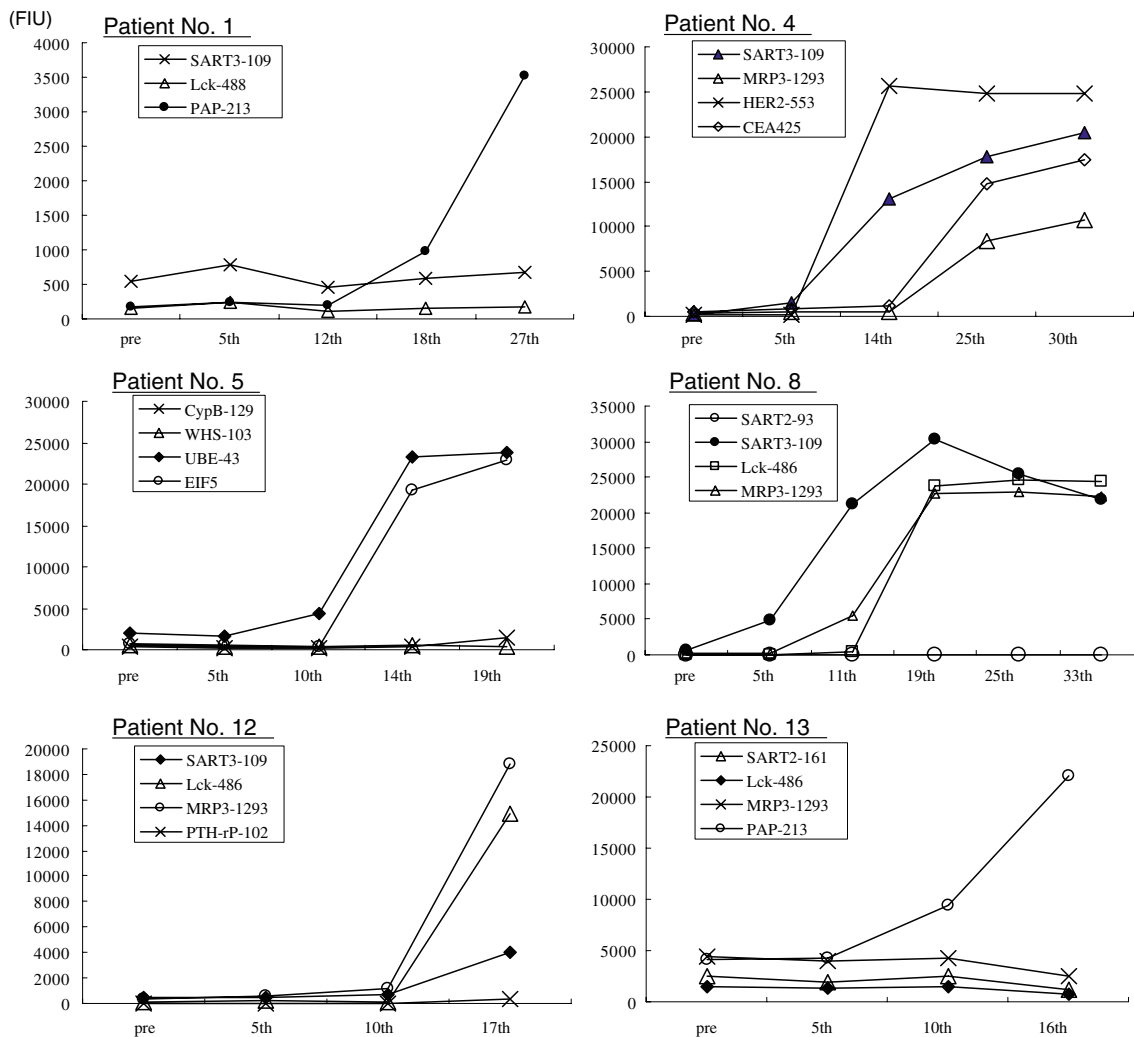 (FIU)
Patient No. 1
4000
3500
3000
2500
2000
1500
1000
500
0
SART3-109
Lck-488
PAP-213
pre 5th 12th 18th 27th
Patient No. 4
30000
25000
20000
15000
10000
5000
0
SART3-109
MRP3-1293
HER2-553
CEA425
pre 5th 14th 25th 30th
Patient No. 5
30000
25000
20000
15000
10000
5000
0
CypB-129
WHS-103
UBE-43
EIF5
pre 5th 10th 14th 19th
Patient No. 8
35000
30000
25000
20000
15000
10000
5000
0
SART2-93
SART3-109
Lck-486
MRP3-1293
pre 5th 11th 19th 25th 33th
Patient No. 12
20000
18000
16000
14000
12000
10000
8000
6000
4000
2000
0
SART3-109
Lck-486
MRP3-1293
PTH-rP-102
pre 5th 10th 17th
Patient No. 13
25000
20000
15000
10000
5000
0
SART2-161
Lck-486
MRP3-1293
PAP-213
pre 5th 10th 16th